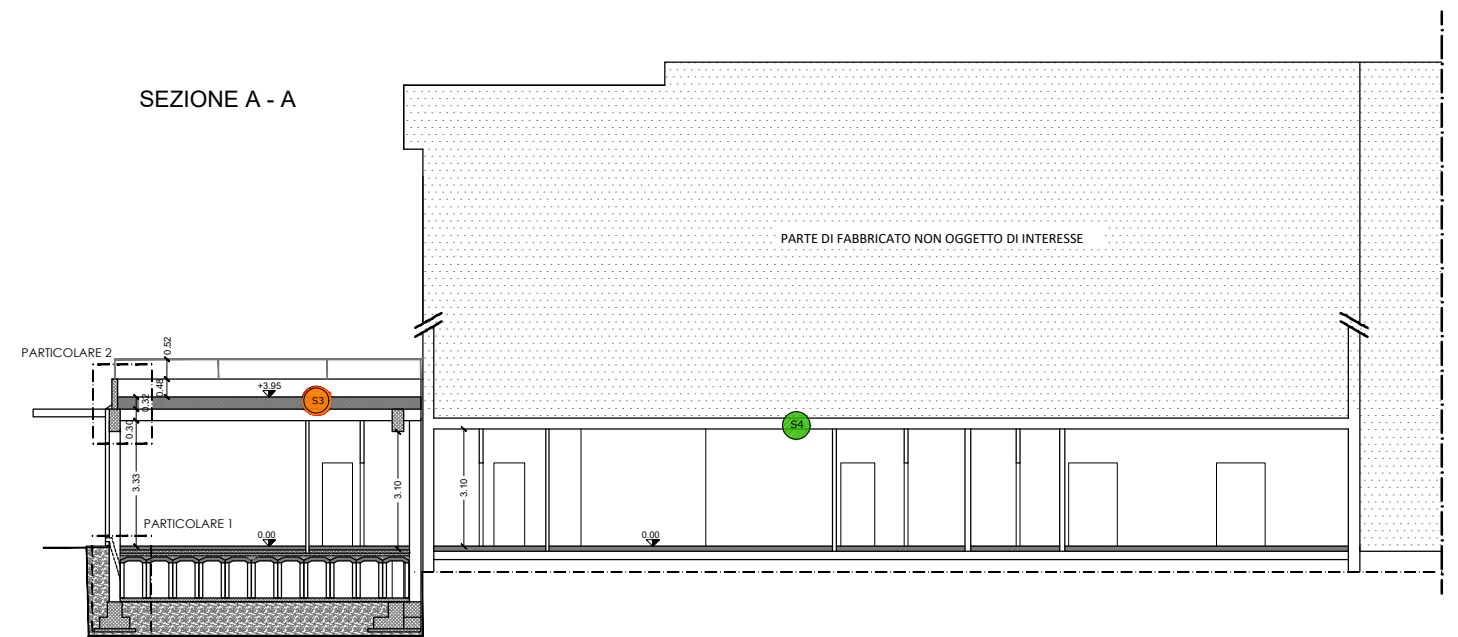 SEZIONE A - A
PARTE DI FABBRICATO NON OGGETTO DI INTERESSE
PARTICOLARE 2
0.52
0.48
+3.95
S3
0.32
0.30
S4
3.33
3.10
3.10
PARTICOLARE 1
0.00
0.00